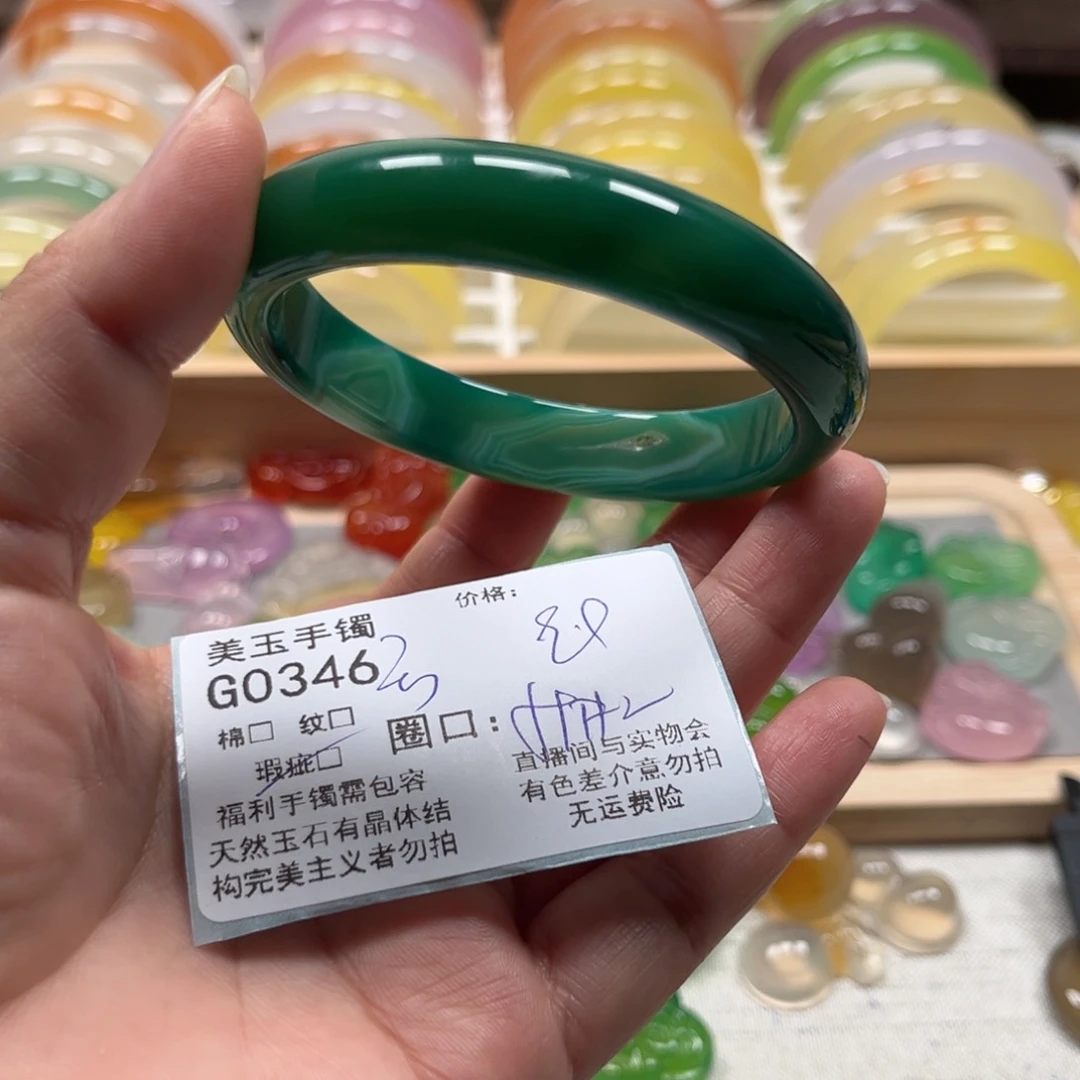 价格:
美玉手镯
G0346
棉□ 纹□
瑕疵□
圈口:
福利手镯需包容
天然玉石有晶体结
构完美主义者勿拍
直播间与实物会
有色差介意勿拍
无运费险